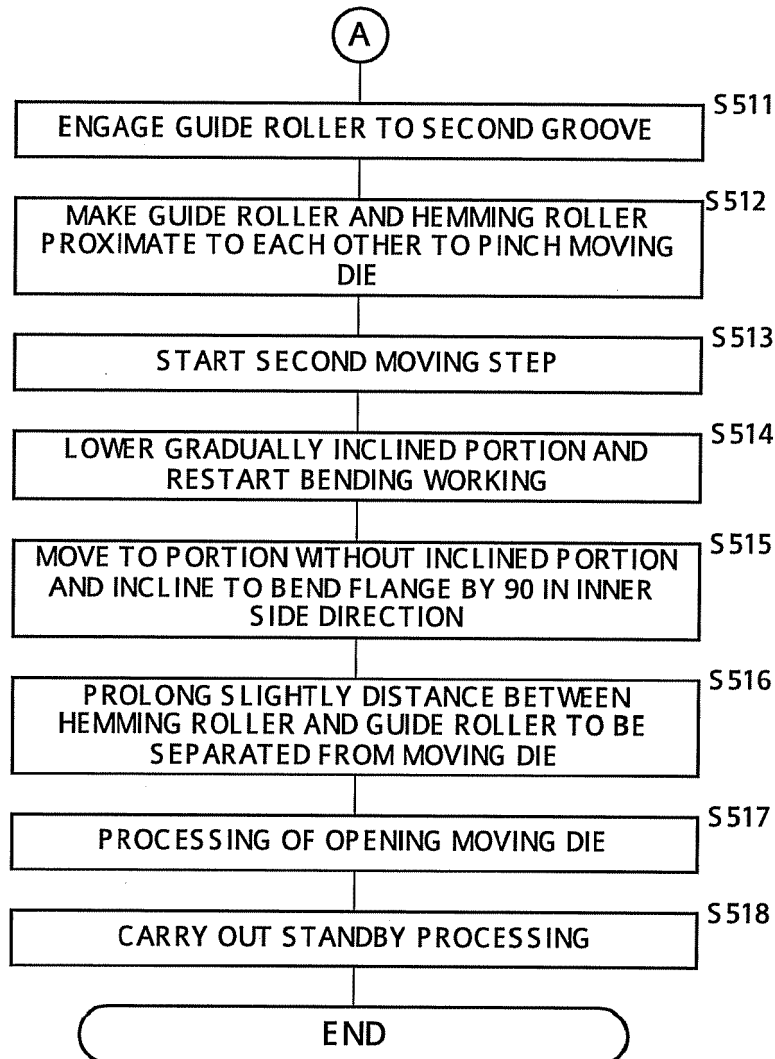 A
S511
ENGAGE GUIDE ROLLER TO SECOND GROOVE
S512
MAKE GUIDE ROLLER AND HEMMING ROLLER
PROXIMATE TO EACH OTHER TO PINCH MOVING
DIE
S513
START SECOND MOVING STEP
S514
LOWER GRADUALLY INCLINED PORTION AND
RESTART BENDING WORKING
S515
MOVE TO PORTION WITHOUT INCLINED PORTION
AND INCLINE TO BEND FLANGE BY 90 IN INNER
SIDE DIRECTION
S516
PROLONG SLIGHTLY DISTANCE BETWEEN
HEMMING ROLLER AND GUIDE ROLLER TO BE
SEPARATED FROM MOVING DIE
S517
PROCESSING OF OPENING MOVING DIE
S518
CARRY OUT STANDBY PROCESSING
END